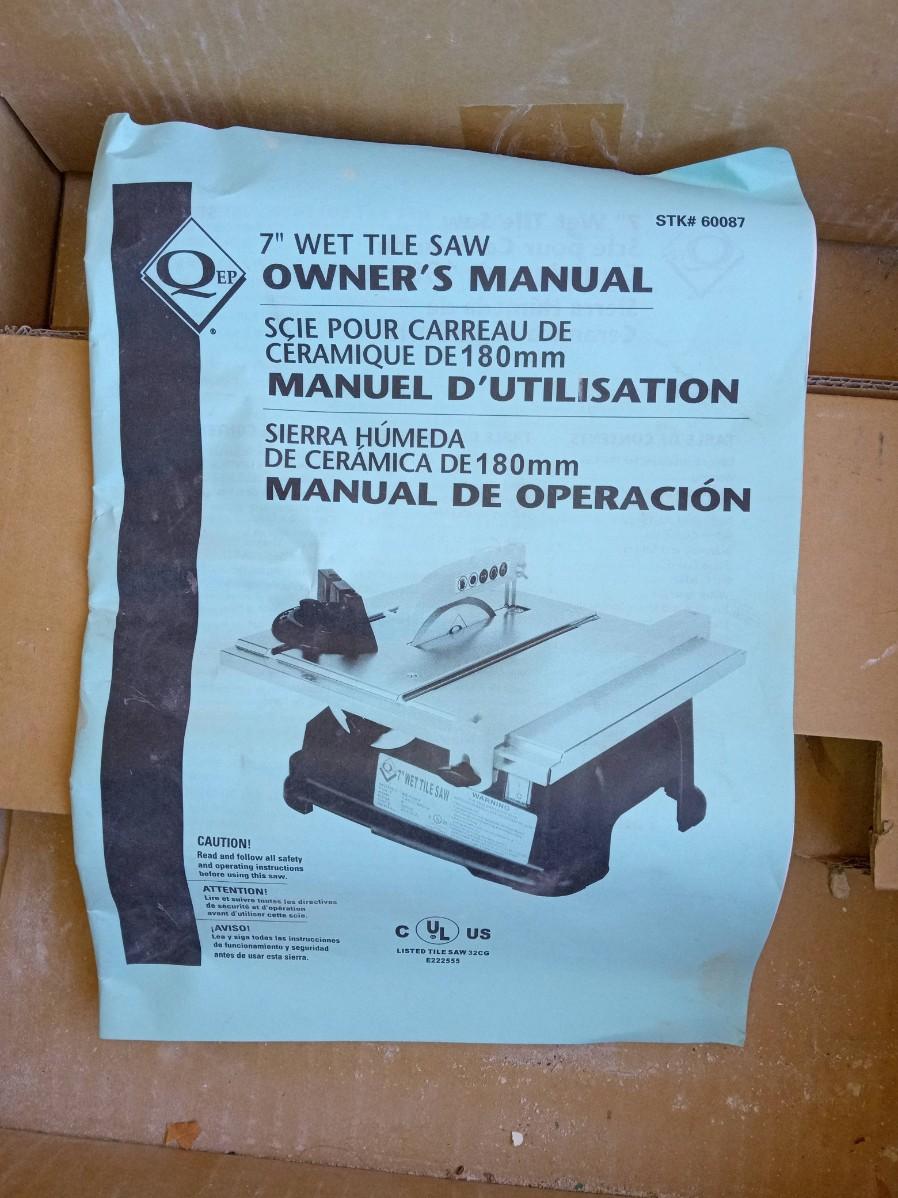 STK# 60087
QEP
®
7" WET TILE SAW
OWNER'S MANUAL
SCIE POUR CARREAU DE
CÉRAMIQUE DE 180mm
MANUEL D'UTILISATION
SIERRA HÚMEDA
DE CERÁMICA DE 180mm
MANUAL DE OPERACIÓN
7" WET TILE SAW
WARNING
CAUTION!
Read and follow all safety
and operating instructions
before using this saw.
ATTENTION!
Lire et suivre toutes les directives
de sécurité et d'opération
avant d'utiliser cette scie.
¡AVISO!
Lea y siga todas las instrucciones
de funcionamiento y seguridad
antes de usar esta sierra.
C UL US
LISTED TILE SAW 32CG
E222555